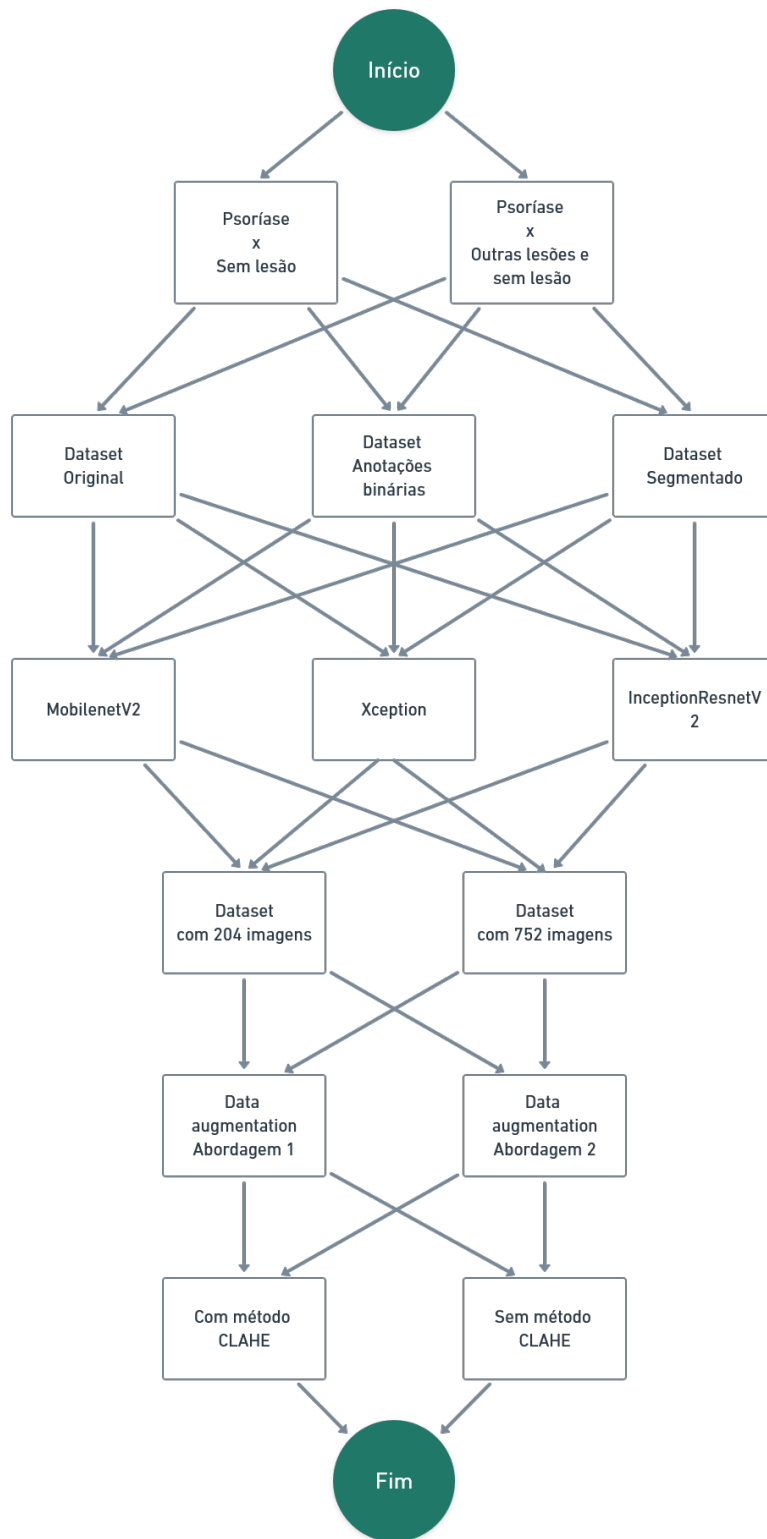 Início
Psoríase
x
Sem lesão
Psoríase
x
Outras lesões e
sem lesão
Dataset
Original
Dataset
Anotações
binárias
Dataset
Segmentado
MobilenetV2
Xception
InceptionResnetV
2
Dataset
com 204 imagens
Dataset
com 752 imagens
Data
augmentation
Abordagem 1
Data
augmentation
Abordagem 2
Com método
CLAHE
Sem método
CLAHE
Fim